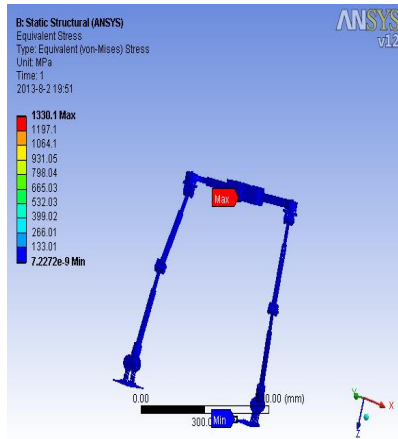 B: Static Structural (ANSYS)
Equivalent Stress
Type: Equivalent (von-Mises) Stress
Unit: MPa
Time: 1
2013-8-2 19:51
ANSYS
v12
1330.1 Max
1197.1
1064.1
931.05
798.04
665.03
532.03
399.02
266.01
133.01
7.2272e-9 Min
Max
0.00
0.00 (mm)
300.0
Min
Y
X
Z